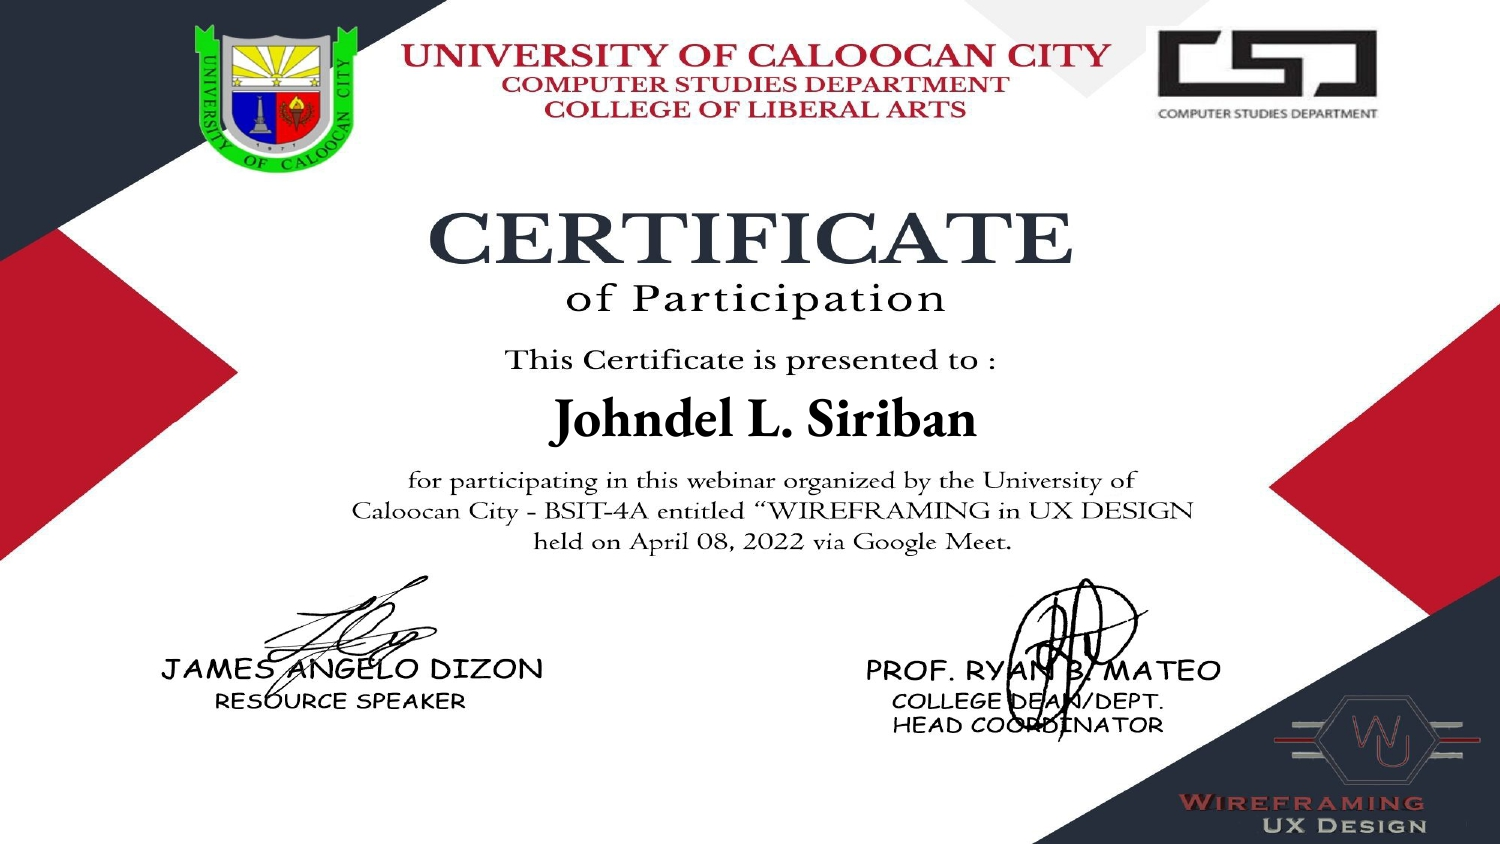 UNIVERSITY OF CALOOCAN CITY
UNIVERSITY OF CALOOCAN CITY
COMPUTER STUDIES DEPARTMENT
COLLEGE OF LIBERAL ARTS
CSD
COMPUTER STUDIES DEPARTMENT
CERTIFICATE
of Participation
This Certificate is presented to :
Johndel L. Siriban
for participating in this webinar organized by the University of
Caloocan City - BSIT-4A entitled “WIREFRAMING in UX DESIGN
held on April 08, 2022 via Google Meet.
JAMES ANGELO DIZON
RESOURCE SPEAKER
PROF. RYAN B. MATEO
COLLEGE DEAN/DEPT.
HEAD COORDINATOR
WU
WIREFRAMING
UX DESIGN